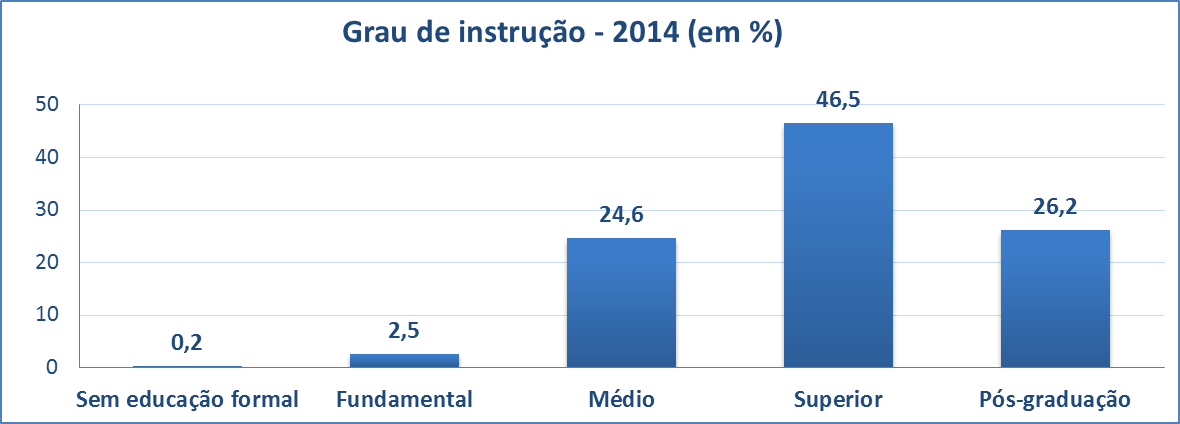 Grau de instrução - 2014 (em %)
50
40
30
20
10
0
0,2
2,5
24,6
46,5
26,2
Sem educação formal
Fundamental
Médio
Superior
Pós-graduação